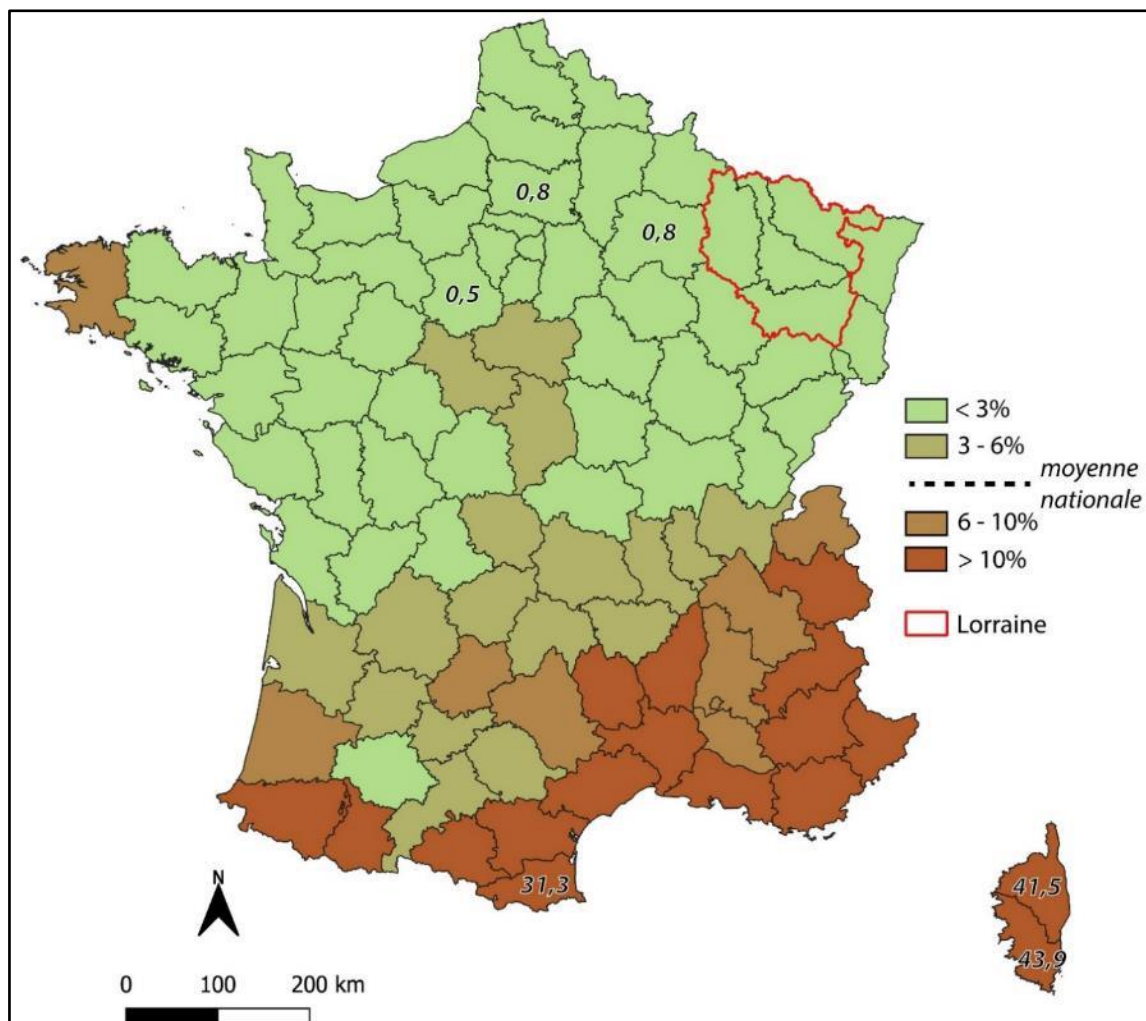 0,8
0,8
0,5
< 3%
3 - 6%
moyenne
nationale
6 - 10%
> 10%
Lorraine
31,3
41,5
43,9
N
0 100 200 km